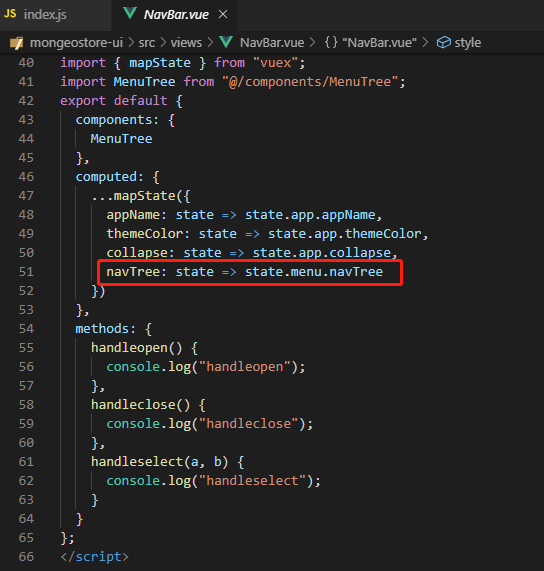 index.js NavBar.vue ×
mongeostore-ui > src > views > NavBar.vue > {} "NavBar.vue" > style
40 import { mapState } from "vuex";
41 import MenuTree from "@/components/MenuTree";
42 export default {
43 components: {
44 MenuTree
45 },
46 computed: {
47 ...mapState({
48 appName: state => state.app.appName,
49 themeColor: state => state.app.themeColor,
50 collapse: state => state.app.collapse,
51 navTree: state => state.menu.navTree
52 })
53 },
54 methods: {
55 handleopen() {
56 console.log("handleopen");
57 },
58 handleclose() {
59 console.log("handleclose");
60 },
61 handleselect(a, b) {
62 console.log("handleselect");
63 }
64 }
65 };
66 </script>